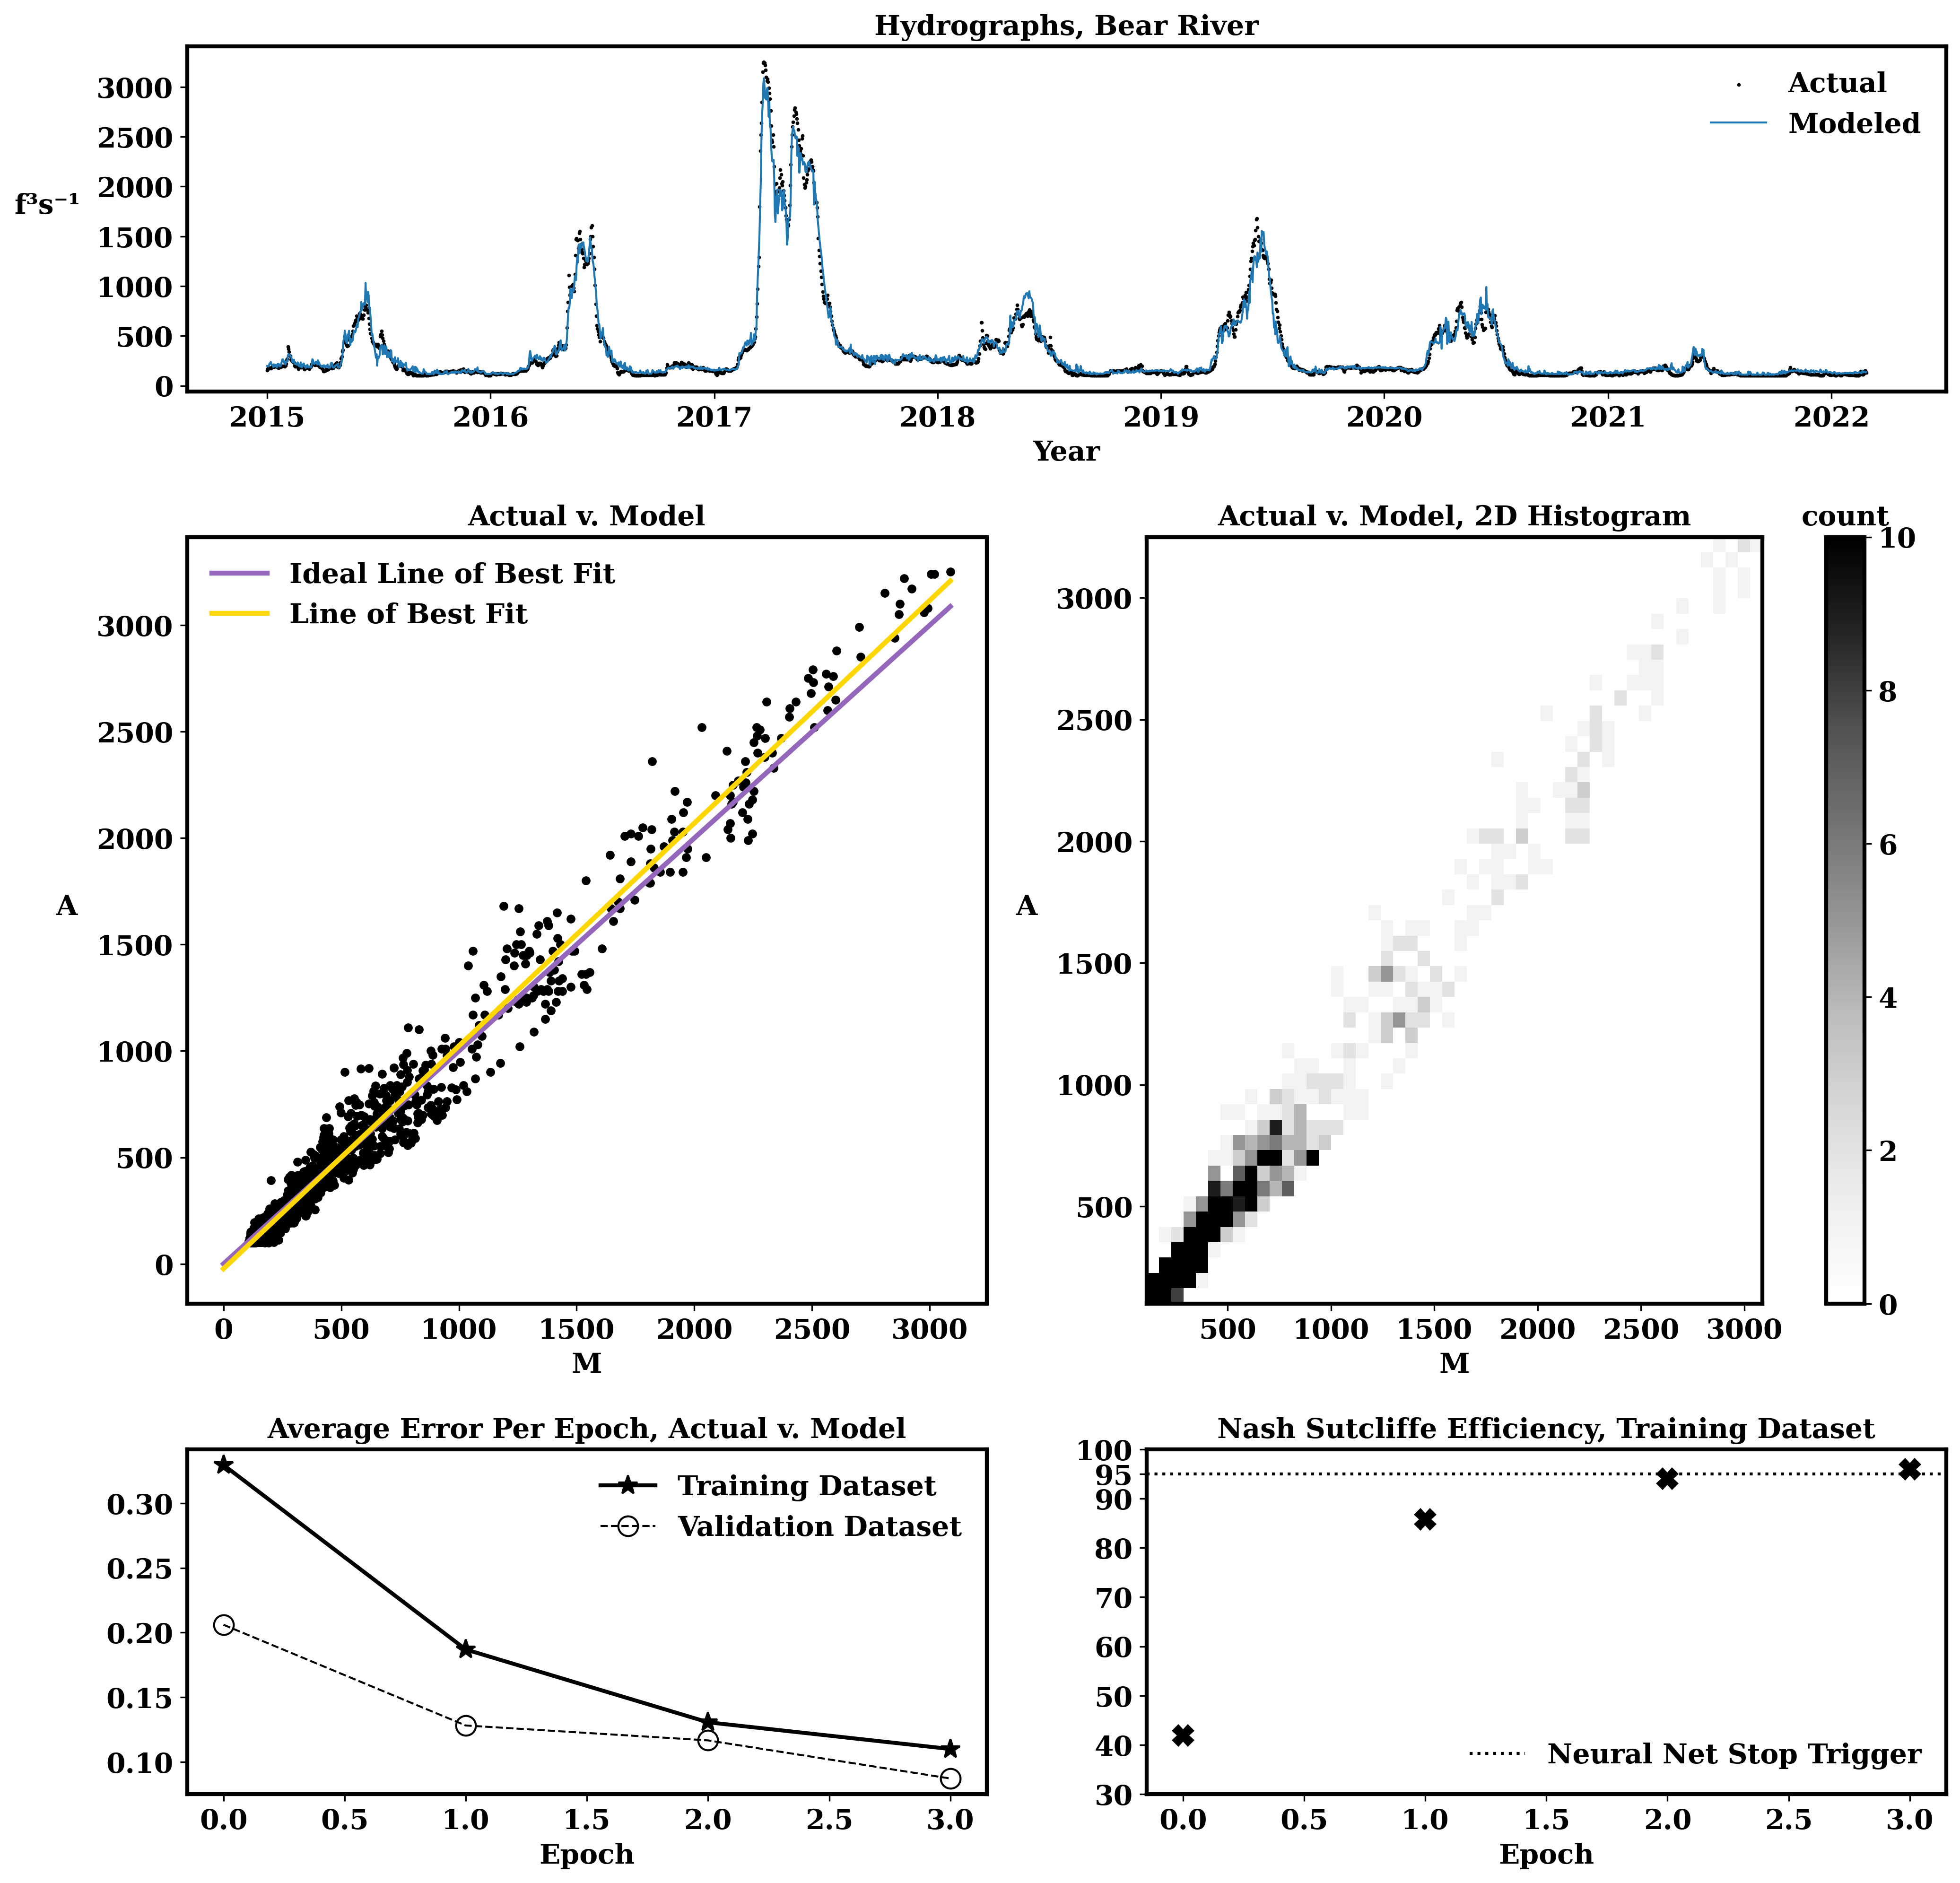 Hydrographs, Bear River
3000
2500
2000
1500
1000
500
0
f³s⁻¹
Actual
Modeled
2015 2016 2017 2018 2019 2020 2021 2022
Year
Actual v. Model
Ideal Line of Best Fit
Line of Best Fit
3000
2500
2000
1500
1000
500
0
A
0 500 1000 1500 2000 2500 3000
M
Actual v. Model, 2D Histogram
3000
2500
2000
1500
1000
500
A
500 1000 1500 2000 2500 3000
M
count
10
8
6
4
2
0
Average Error Per Epoch, Actual v. Model
Training Dataset
Validation Dataset
0.30
0.25
0.20
0.15
0.10
0.0 0.5 1.0 1.5 2.0 2.5 3.0
Epoch
Nash Sutcliffe Efficiency, Training Dataset
100
95
90
80
70
60
50
40
30
Neural Net Stop Trigger
0.0 0.5 1.0 1.5 2.0 2.5 3.0
Epoch